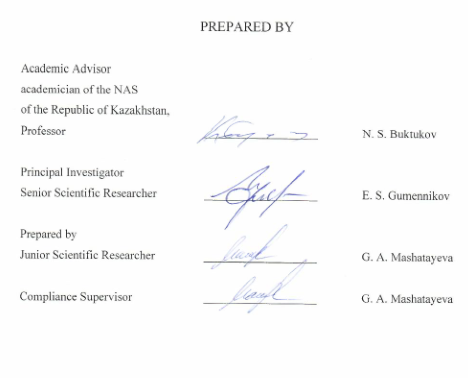 PREPARED BY
Academic Advisor
academician of the NAS
of the Republic of Kazakhstan,
Professor N. S. Buktukov
Principal Investigator
Senior Scientific Researcher E. S. Gumennikov
Prepared by
Junior Scientific Researcher G. A. Mashatayeva
Compliance Supervisor G. A. Mashatayeva